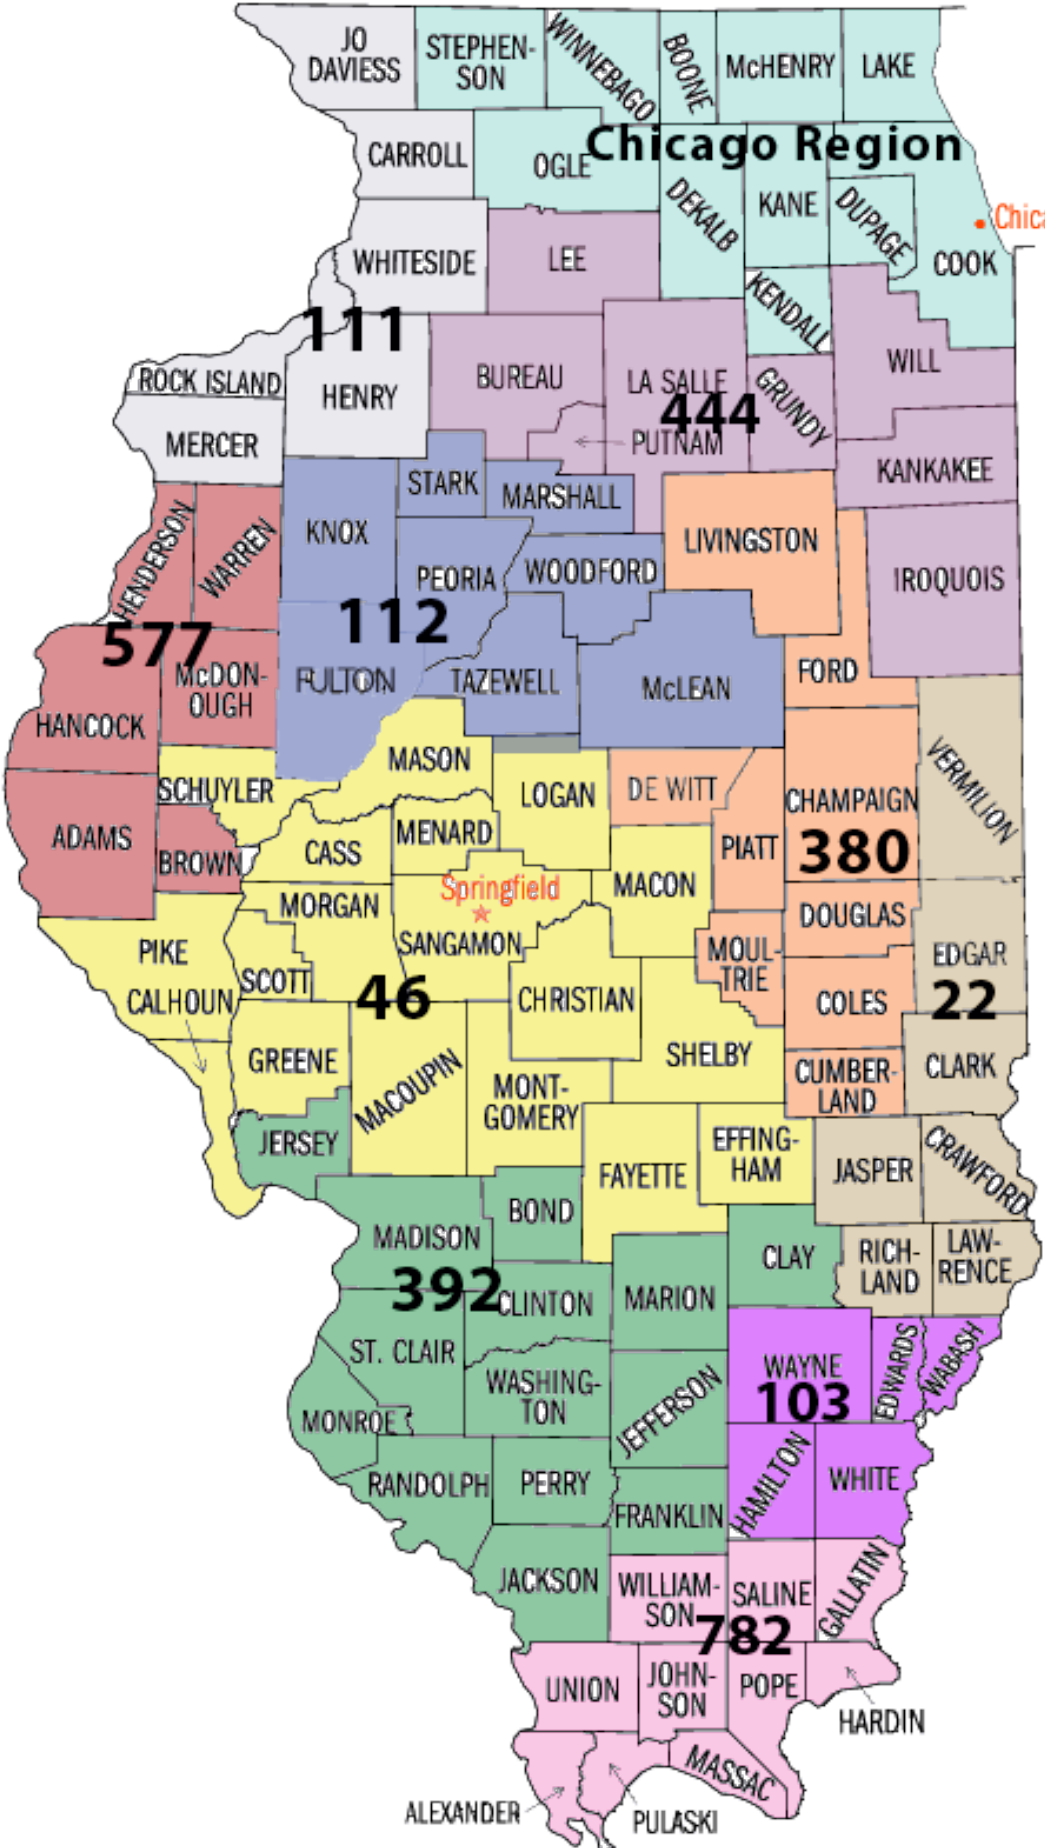 JO
DAVIESS
STEPHEN-
SON
WINNEBAGO
BOONE
McHENRY
LAKE
CARROLL
OGLE
Chicago Region
DEKALB
KANE
DUPAGE
Chica
COOK
WHITESIDE
LEE
KENDALL
111
ROCK ISLAND
HENRY
BUREAU
LA SALLE
GRUNDY
WILL
444
PUTNAM
MERCER
KANKAKEE
STARK
MARSHALL
HENDERSON
WARREN
KNOX
PEORIA
WOODFORD
LIVINGSTON
IROQUOIS
577
112
McDON-
OUGH
FULTON
TAZEWELL
McLEAN
FORD
HANCOCK
MASON
SCHUYLER
LOGAN
DE WITT
CHAMPAIGN
VERMILION
ADAMS
BROWN
CASS
MENARD
PIATT
380
Springfield
MACON
MORGAN
DOUGLAS
PIKE
SANGAMON
MOUL-
TRIE
EDGAR
SCOTT
CALHOUN
46
CHRISTIAN
COLES
22
GREENE
MACOUPIN
MONT-
GOMERY
SHELBY
CUMBER-
LAND
CLARK
JERSEY
FAYETTE
EFFING-
HAM
JASPER
CRAWFORD
MADISON
BOND
CLAY
RICH-
LAND
LAW-
RENCE
392
CLINTON
MARION
ST. CLAIR
WASHING-
TON
JEFFERSON
WAYNE
103
EDWARDS
WABASH
MONROE
RANDOLPH
PERRY
FRANKLIN
HAMILTON
WHITE
JACKSON
WILLIAM-
SON
SALINE
GALLATIN
782
UNION
JOHN-
SON
POPE
HARDIN
MASSAC
ALEXANDER
PULASKI